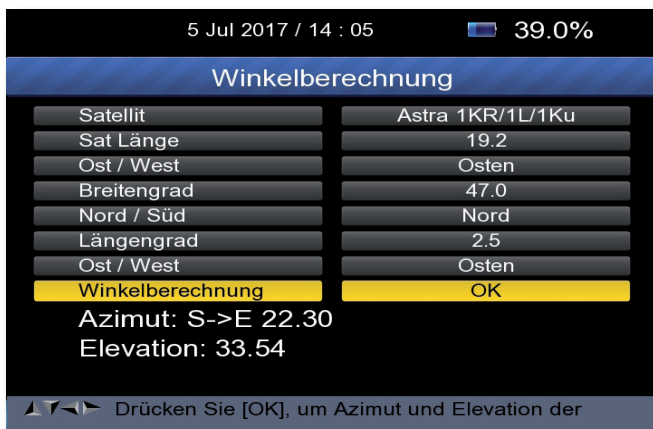 5 Jul 2017 / 14 : 05 39.0%
Winkelberechnung
Satellit Astra 1KR/1L/1Ku
Sat Länge 19.2
Ost / West Osten
Breitengrad 47.0
Nord / Süd Nord
Längengrad 2.5
Ost / West Osten
Winkelberechnung OK
Azimut: S->E 22.30
Elevation: 33.54
Drücken Sie [OK], um Azimut und Elevation der